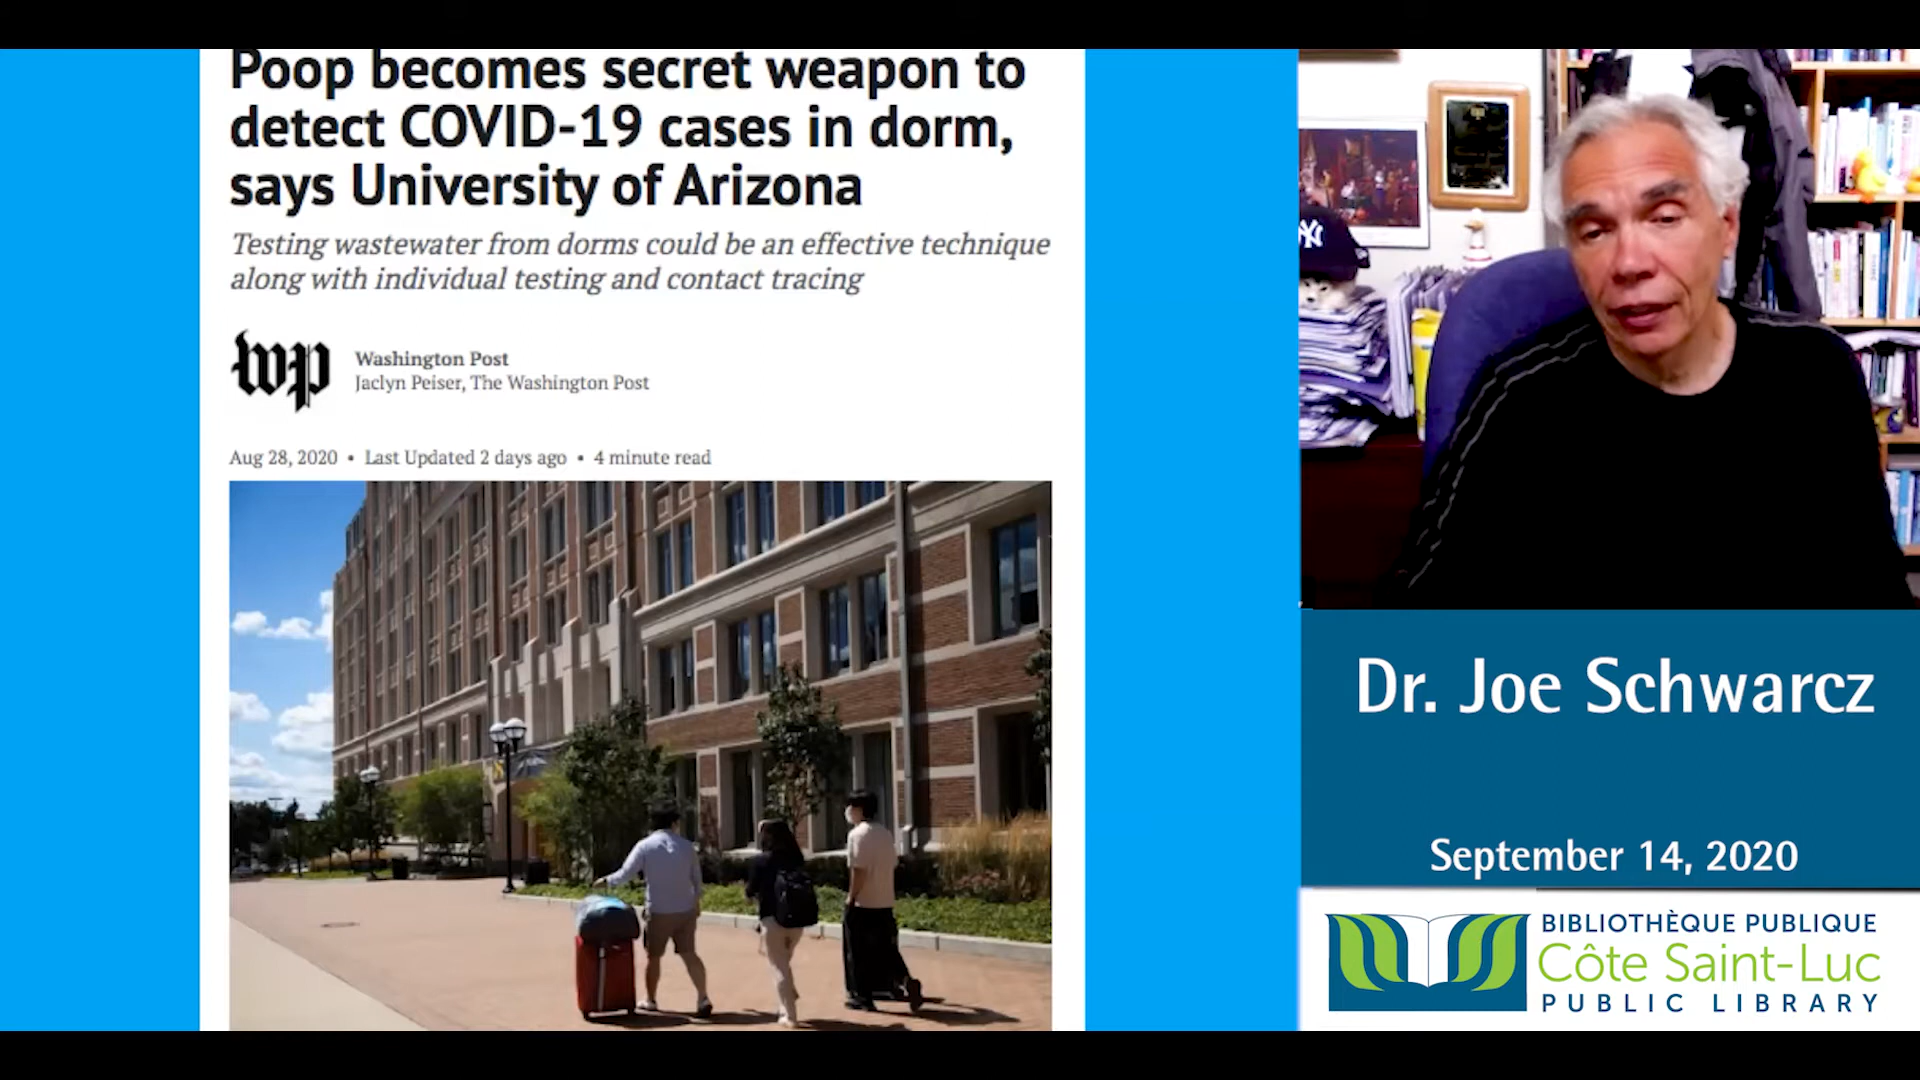 Poop becomes secret weapon to
detect COVID-19 cases in dorm,
says University of Arizona
Testing wastewater from dorms could be an effective technique
along with individual testing and contact tracing
wp
Washington Post
Jaclyn Peiser, The Washington Post
Aug 28, 2020 • Last Updated 2 days ago • 4 minute read
NY
Dr. Joe Schwarcz
September 14, 2020
BIBLIOTHÈQUE PUBLIQUE
Côte Saint-Luc
PUBLIC LIBRARY